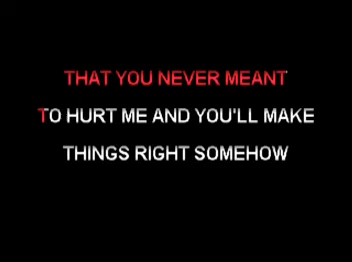 THAT YOU NEVER MEANT
TO HURT ME AND YOU'LL MAKE
THINGS RIGHT SOMEHOW